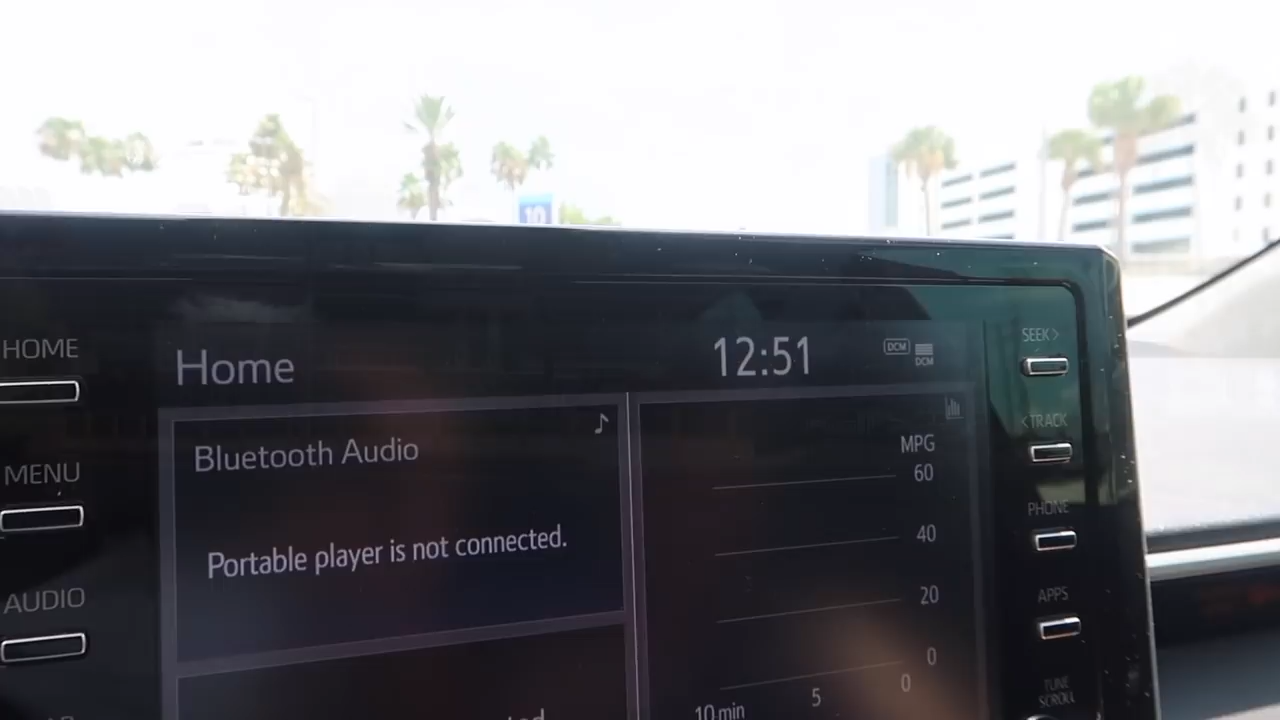 10
HOME
MENU
AUDIO
Home
12:51
DCM
DCM
Bluetooth Audio
Portable player is not connected.
MPG
60
40
20
0
10 min
5
0
SEEK>
<TRACK
PHONE
APPS
TUNE
SCROLL